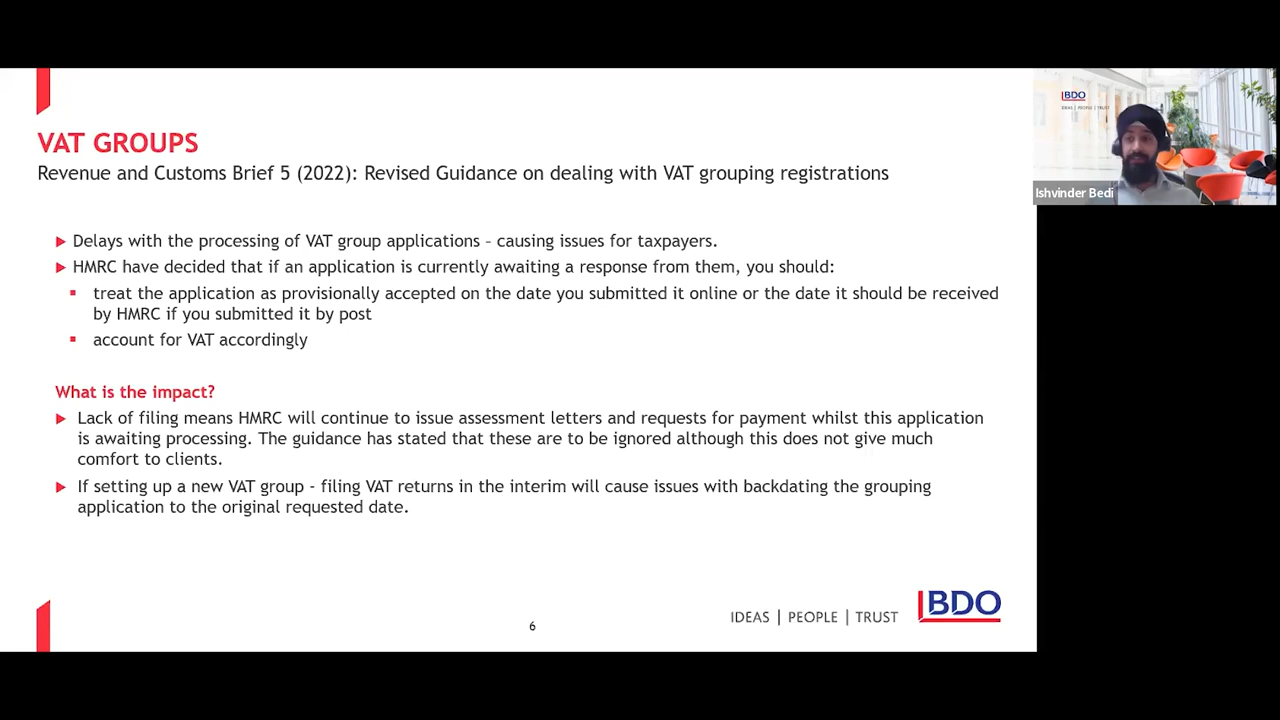 VAT GROUPS
Revenue and Customs Brief 5 (2022): Revised Guidance on dealing with VAT grouping registrations
Delays with the processing of VAT group applications – causing issues for taxpayers.
HMRC have decided that if an application is currently awaiting a response from them, you should:
treat the application as provisionally accepted on the date you submitted it online or the date it should be received
by HMRC if you submitted it by post
account for VAT accordingly
What is the impact?
Lack of filing means HMRC will continue to issue assessment letters and requests for payment whilst this application
is awaiting processing. The guidance has stated that these are to be ignored although this does not give much
comfort to clients.
If setting up a new VAT group - filing VAT returns in the interim will cause issues with backdating the grouping
application to the original requested date.
6
IDEAS | PEOPLE | TRUST
BDO
BDO
IDEAS | PEOPLE | TRUST
Ishvinder Bedi